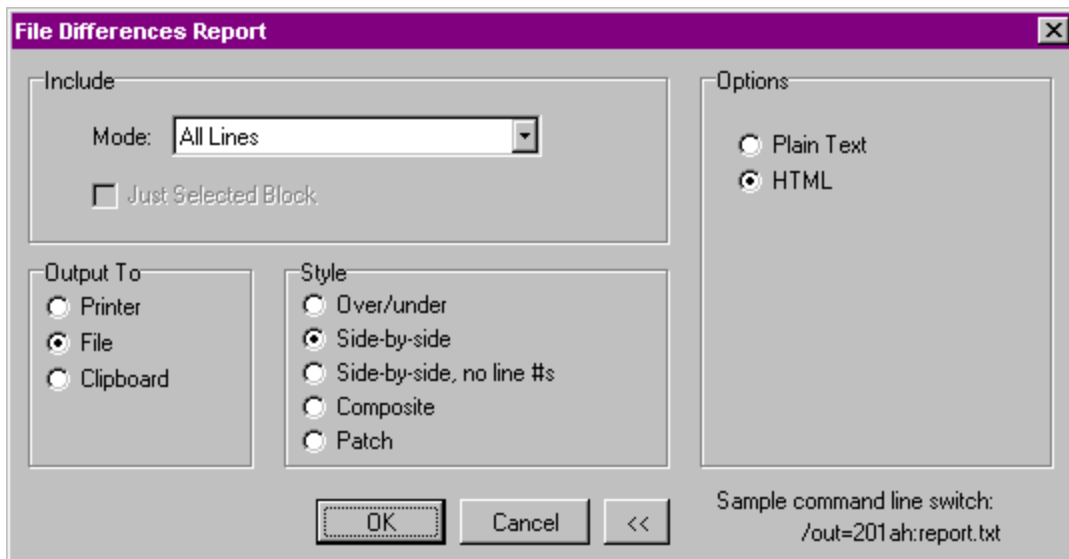 File Differences Report
Include
Mode: All Lines
Just Selected Block
Options
Plain Text
HTML
Output To
Printer
File
Clipboard
Style
Over/under
Side-by-side
Side-by-side, no line #s
Composite
Patch
OK Cancel <<
Sample command line switch:
/out=201ah:report.txt